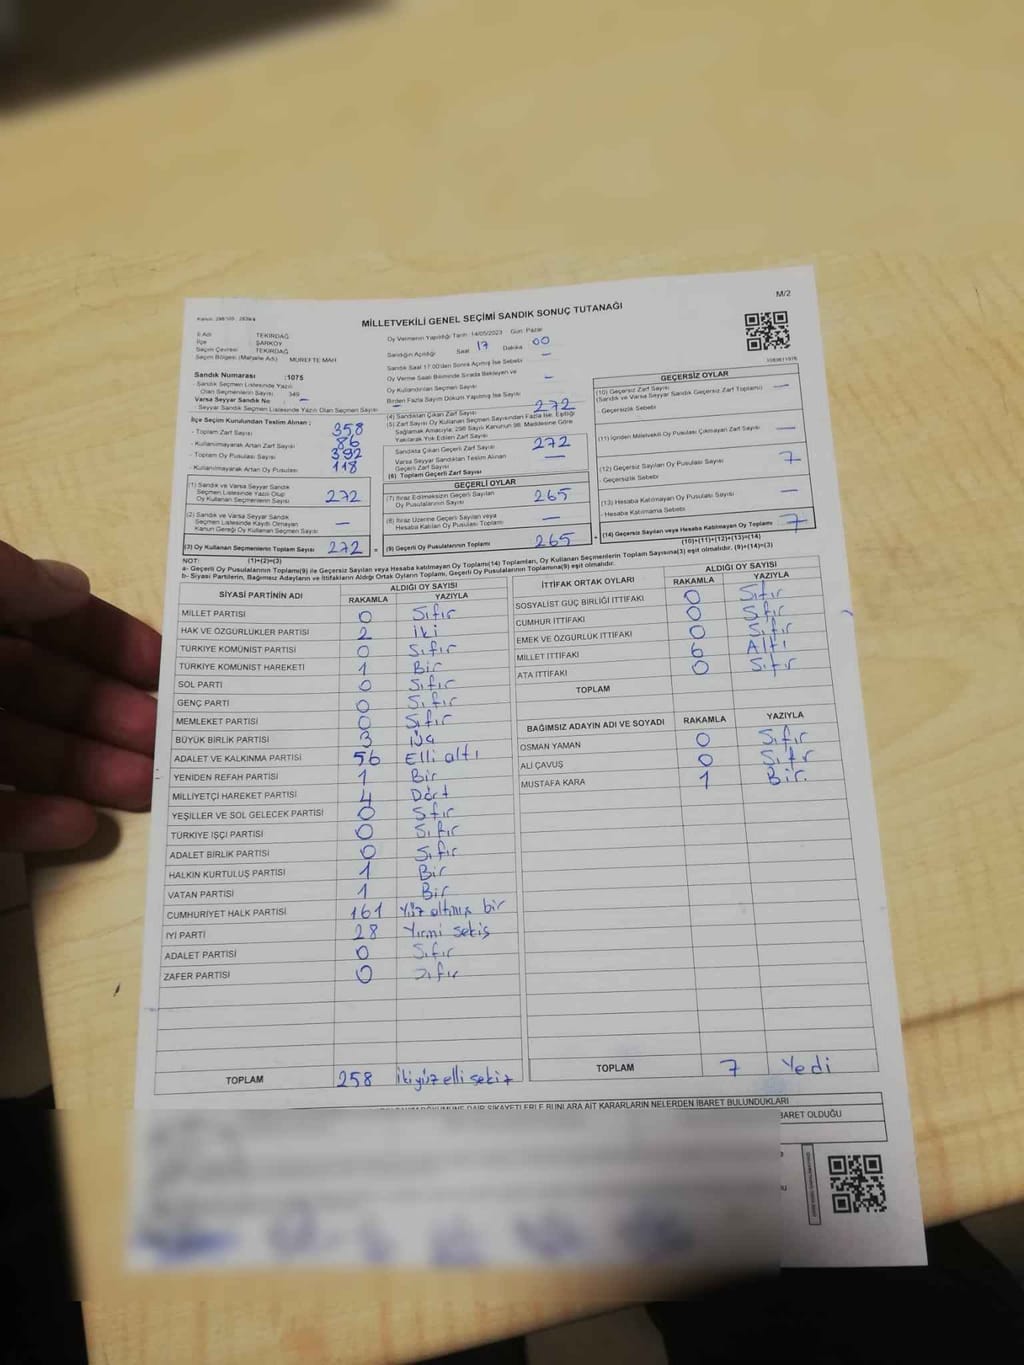 M/2
MİLLETVEKİLİ GENEL SEÇİMİ SANDIK SONUÇ TUTANAĞI
İl Adı TEKİRDAĞ
İlçe ŞARKÖY
Seçim Çevresi TEKİRDAĞ
Seçim Bölgesi (Mahalle Adı) MÜREFTE MAH
Sandık Numarası :1075
- Sandık Seçmen Listesinde Yazılı
Olan Seçmenlerin Sayısı 349
Varsa Seyyar Sandık No : –
- Seyyar Sandık Seçmen Listesinde Yazılı Olan Seçmen Sayısı
İlçe Seçim Kurulundan Teslim Alınan ;
- Toplam Zarf Sayısı 358
- Kullanılmayarak Artan Zarf Sayısı 86
- Toplam Oy Pusulası Sayısı 392
- Kullanılmayarak Artan Oy Pusulası 118
(1) Sandık ve Varsa Seyyar Sandık
Seçmen Listesinde Yazılı Olup
Oy Kullanan Seçmenlerin Sayısı 272
(2) Sandık ve Varsa Seyyar Sandık
Seçmen Listesinde Kaydı Olmayan
Kanun Gereği Oy Kullanan Seçmen Sayısı –
(3) Oy Kullanan Seçmenlerin Toplam Sayısı 272
(1)+(2)=(3)
Oy Vermenin Yapıldığı Tarih: 14/05/2023 Gün: Pazar
Sandığın Açıldığı Saat 17 Dakika 00
Sandık Saat 17:00'den Sonra Açılmış İse Sebebi –
Oy Verme Saati Bitiminde Sırada Bekleyen ve
Oy Kullandırılan Seçmen Sayısı –
Birden Fazla Sayım Dökum Yapılmış İse Sayısı –
(4) Sandıktan Çıkan Zarf Sayısı 272
(5) Zarf Sayısı Oy Kullanan Seçmen Sayısından Fazla İse, Eşitliği
Sağlamak Amacıyla, 298 Sayılı Kanunun 98. Maddesine Göre
Yakılarak Yok Edilen Zarf Sayısı
Sandıkta Çıkan Geçerli Zarf Sayısı 272
Varsa Seyyar Sandıktan Teslim Alınan
Geçerli Zarf Sayısı –
(6) Toplam Geçerli Zarf Sayısı
GEÇERLİ OYLAR
(7) İtiraz Edilmeksizin Geçerli Sayılan
Oy Pusulalarının Sayısı 265
(8) İtiraz Üzerine Geçerli Sayılan veya
Hesaba Katılan Oy Pusulası Toplamı –
(9) Geçerli Oy Pusulalarının Toplamı 265
GEÇERSİZ OYLAR
(10) Geçersiz Zarf Sayısı
(Sandık ve Varsa Seyyar Sandık Geçersiz Zarf Toplamı) –
- Geçersizlik Sebebi
(11) İçinden Milletvekili Oy Pusulası Çıkmayan Zarf Sayısı –
(12) Geçersiz Sayılan Oy Pusulası Sayısı 7
- Geçersizlik Sebebi
(13) Hesaba Katılmayan Oy Pusulası Sayısı –
- Hesaba Katılmama Sebebi
(14) Geçersiz Sayılan veya Hesaba Katılmayan Oy Toplamı 7
(10)+(11)+(12)+(13)=(14)
NOT:
a- Geçerli Oy Pusulalarının Toplamı(9) ile Geçersiz Sayılan veya Hesaba Katılmayan Oy Toplamı(14) Toplamları, Oy Kullanan Seçmenlerin Toplam Sayısına(3) eşit olmalıdır. (9)+(14)=(3)
b- Siyasi Partilerin, Bağımsız Adayların ve İttifakların Aldığı Ortak Oyların Toplamı, Geçerli Oy Pusulalarının Toplamına(9) eşit olmalıdır.
SİYASİ PARTİNİN ADI ALDIĞI OY SAYISI
RAKAMLA YAZIYLA
MİLLET PARTİSİ 0 Sıfır
HAK VE ÖZGÜRLÜKLER PARTİSİ 2 İki
TÜRKİYE KOMÜNİST PARTİSİ 0 Sıfır
TÜRKİYE KOMÜNİST HAREKETİ 1 Bir
SOL PARTİ 0 Sıfır
GENÇ PARTİ 0 Sıfır
MEMLEKET PARTİSİ 0 Sıfır
BÜYÜK BİRLİK PARTİSİ 3 Üç
ADALET VE KALKINMA PARTİSİ 56 Elli altı
YENİDEN REFAH PARTİSİ 1 Bir
MİLLİYETÇİ HAREKET PARTİSİ 4 Dört
YEŞİLLER VE SOL GELECEK PARTİSİ 0 Sıfır
TÜRKİYE İŞÇİ PARTİSİ 0 Sıfır
ADALET BİRLİK PARTİSİ 0 Sıfır
HALKIN KURTULUŞ PARTİSİ 1 Bir
VATAN PARTİSİ 1 Bir
CUMHURİYET HALK PARTİSİ 161 Yüz altmış bir
İYİ PARTİ 28 Yirmi sekiş
ADALET PARTİSİ 0 Sıfır
ZAFER PARTİSİ 0 Sıfır
TOPLAM 258 İkiyüz elli sekiz
İTTİFAK ORTAK OYLARI ALDIĞI OY SAYISI
RAKAMLA YAZIYLA
SOSYALİST GÜÇ BİRLİĞİ İTTİFAKI 0 Sıfır
CUMHUR İTTİFAKI 0 Sıfır
EMEK VE ÖZGÜRLÜK İTTİFAKI 0 Sıfır
MİLLET İTTİFAKI 6 Altı
ATA İTTİFAKI 0 Sıfır
TOPLAM
BAĞIMSIZ ADAYIN ADI VE SOYADI RAKAMLA YAZIYLA
OSMAN YAMAN 0 Sıfır
ALİ ÇAVUŞ 0 Sıfır
MUSTAFA KARA 1 Bir.
TOPLAM 7 Yedi
DAİR ŞİKAYETLERLE BUNLARA AİT KARARLARIN NELERDEN İBARET BULUNDUKLARI
BARET OLDUĞU